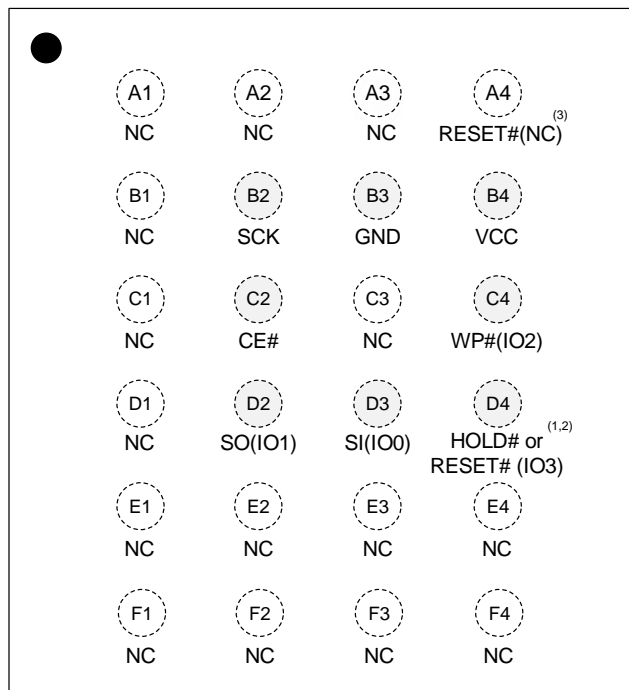 A1 A2 A3 A4
NC NC NC RESET#(NC) (3)
B1 B2 B3 B4
NC SCK GND VCC
C1 C2 C3 C4
NC CE# NC WP#(IO2)
D1 D2 D3 D4
NC SO(IO1) SI(IO0) HOLD# or (1,2)
RESET# (IO3)
E1 E2 E3 E4
NC NC NC NC
F1 F2 F3 F4
NC NC NC NC